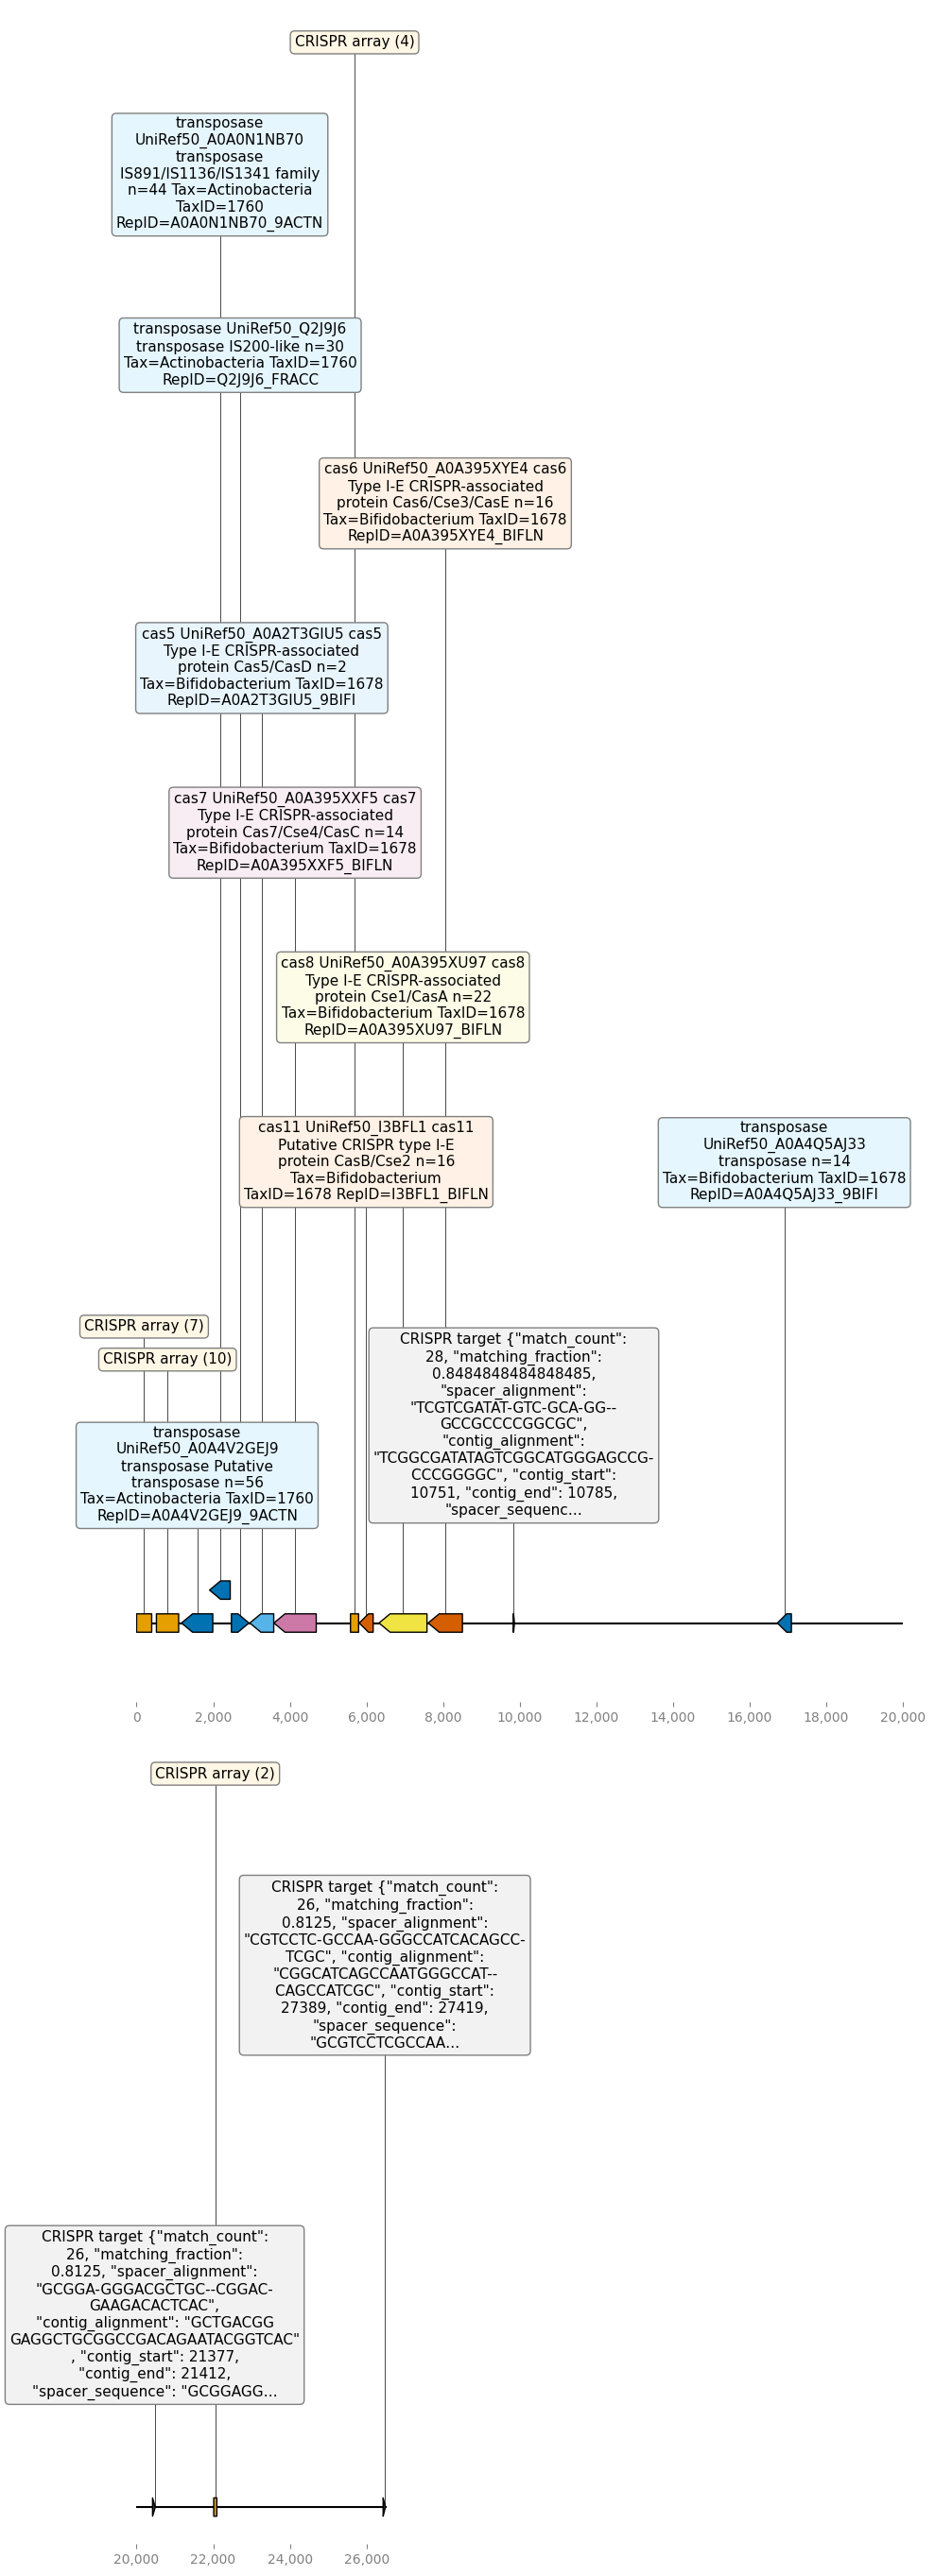 CRISPR array (4)
transposase
UniRef50_A0A0N1NB70
transposase
IS891/IS1136/IS1341 family
n=44 Tax=Actinobacteria
TaxID=1760
RepID=A0A0N1NB70_9ACTN
transposase UniRef50_Q2J9J6
transposase IS200-like n=30
Tax=Actinobacteria TaxID=1760
RepID=Q2J9J6_FRACC
cas6 UniRef50_A0A395XYE4 cas6
Type I-E CRISPR-associated
protein Cas6/Cse3/CasE n=16
Tax=Bifidobacterium TaxID=1678
RepID=A0A395XYE4_BIFLN
cas5 UniRef50_A0A2T3GIU5 cas5
Type I-E CRISPR-associated
protein Cas5/CasD n=2
Tax=Bifidobacterium TaxID=1678
RepID=A0A2T3GIU5_9BIFI
cas7 UniRef50_A0A395XXF5 cas7
Type I-E CRISPR-associated
protein Cas7/Cse4/CasC n=14
Tax=Bifidobacterium TaxID=1678
RepID=A0A395XXF5_BIFLN
cas8 UniRef50_A0A395XU97 cas8
Type I-E CRISPR-associated
protein Cse1/CasA n=22
Tax=Bifidobacterium TaxID=1678
RepID=A0A395XU97_BIFLN
cas11 UniRef50_I3BFL1 cas11
Putative CRISPR type I-E
protein CasB/Cse2 n=16
Tax=Bifidobacterium
TaxID=1678 RepID=I3BFL1_BIFLN
transposase
UniRef50_A0A4Q5AJ33
transposase n=14
Tax=Bifidobacterium TaxID=1678
RepID=A0A4Q5AJ33_9BIFI
CRISPR array (7)
CRISPR array (10)
transposase
UniRef50_A0A4V2GEJ9
transposase Putative
transposase n=56
Tax=Actinobacteria TaxID=1760
RepID=A0A4V2GEJ9_9ACTN
CRISPR target {"match_count":
28, "matching_fraction":
0.8484848484848485,
"spacer_alignment":
"TCGTCGATAT-GTC-GCA-GG--
GCCGCCCCGGCGC",
"contig_alignment":
"TCGGCGATATAGTCGGCATGGGAGCCG-
CCCGGGGC", "contig_start":
10751, "contig_end": 10785,
"spacer_sequenc...
0
2,000
4,000
6,000
8,000
10,000
12,000
14,000
16,000
18,000
20,000
CRISPR array (2)
CRISPR target {"match_count":
26, "matching_fraction":
0.8125, "spacer_alignment":
"CGTCCTC-GCCAA-GGGCCATCACAGCC-
TCGC", "contig_alignment":
"CGGCATCAGCCAATGGGCCAT--
CAGCCATCGC", "contig_start":
27389, "contig_end": 27419,
"spacer_sequence":
"GCGTCCTCGCCAA...
CRISPR target {"match_count":
26, "matching_fraction":
0.8125, "spacer_alignment":
"GCGGA-GGGACGCTGC--CGGAC-
GAAGACACTCAC",
"contig_alignment": "GCTGACGG
GAGGCTGCGGCCGACAGAATACGGTCAC"
, "contig_start": 21377,
"contig_end": 21412,
"spacer_sequence": "GCGGAGG...
20,000
22,000
24,000
26,000